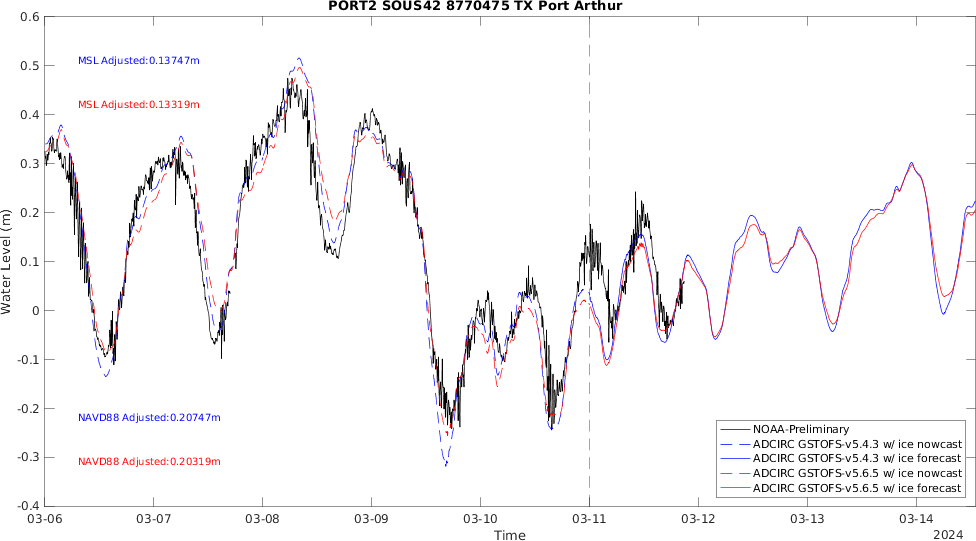 PORT2 SOUS42 8770475 TX Port Arthur
0.6
0.5
0.4
0.3
0.2
0.1
0
-0.1
-0.2
-0.3
-0.4
Water Level (m)
MSL Adjusted:0.13747m
MSL Adjusted:0.13319m
NAVD88 Adjusted:0.20747m
NAVD88 Adjusted:0.20319m
NOAA-Preliminary
ADCIRC GSTOFS-v5.4.3 w/ ice nowcast
ADCIRC GSTOFS-v5.4.3 w/ ice forecast
ADCIRC GSTOFS-v5.6.5 w/ ice nowcast
ADCIRC GSTOFS-v5.6.5 w/ ice forecast
03-06 03-07 03-08 03-09 03-10 03-11 03-12 03-13 03-14
Time
2024